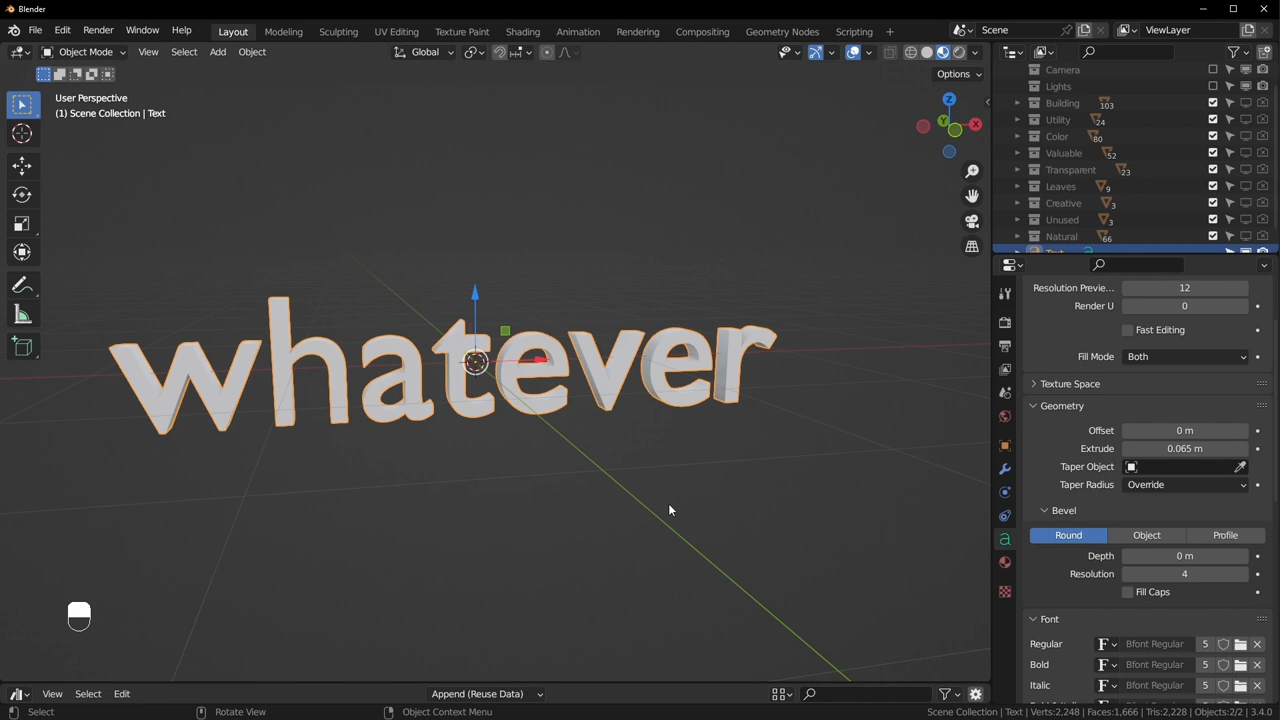 Blender
File Edit Render Window Help Layout Modeling Sculpting UV Editing Texture Paint Shading Animation Rendering Compositing Geometry Nodes Scripting + Scene ViewLayer
Object Mode View Select Add Object Global
Options
User Perspective
(1) Scene Collection | Text
Z
Y
X
whatever
Camera
Lights
Building 103
Utility 24
Color 80
Valuable 52
Transparent 23
Leaves 9
Creative 3
Unused 3
Natural 66
Resolution Previe... 12
Render U 0
Fast Editing
Fill Mode Both
Texture Space
Geometry
Offset 0 m
Extrude 0.065 m
Taper Object
Taper Radius Override
Bevel
Round Object Profile
Depth 0 m
Resolution 4
Fill Caps
Font
Regular F Bfont Regular 5
Bold F Bfont Regular 5
Italic F Bfont Regular 5
View Select Edit Append (Reuse Data)
Select Rotate View Object Context Menu Scene Collection | Text | Verts:2,248 | Faces:1,666 | Tris:2,228 | Objects:2/2 | 3.4.0